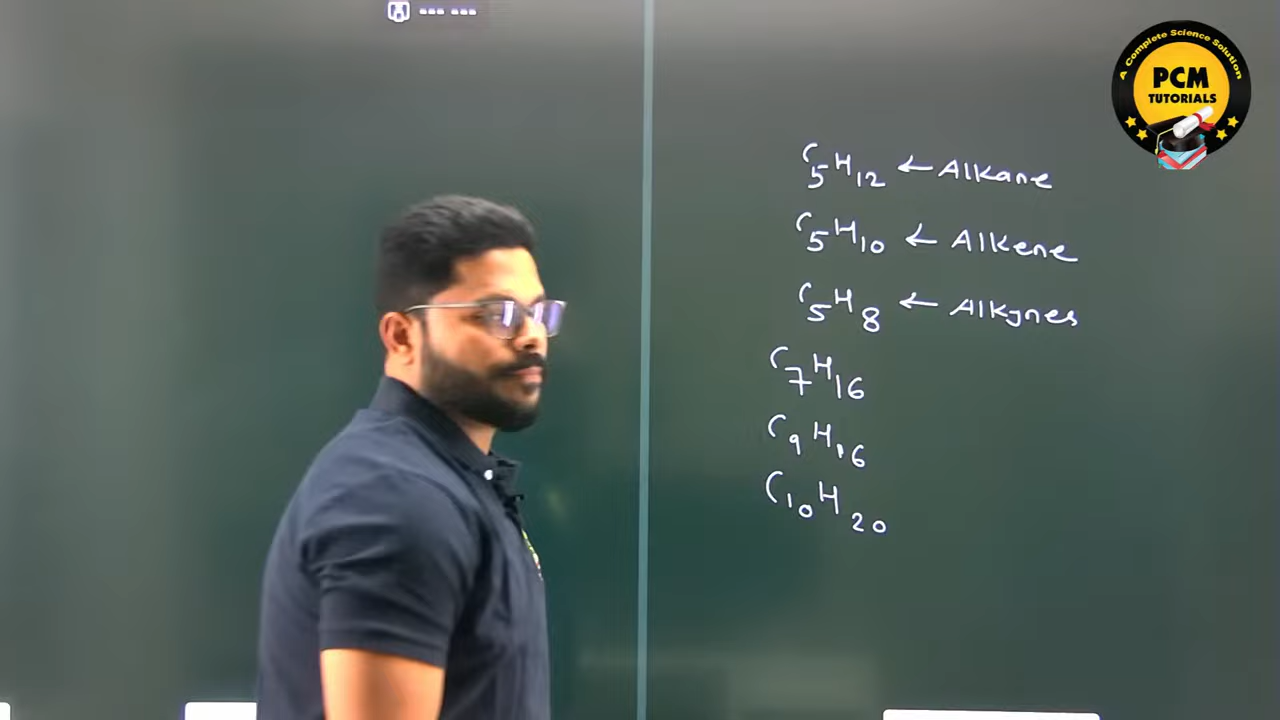 A Complete Science Solution
PCM
TUTORIALS
C5H12 ← Alkane
C5H10 ← Alkene
C5H8 ← Alkynes
C7H16
C9H16
C10H20